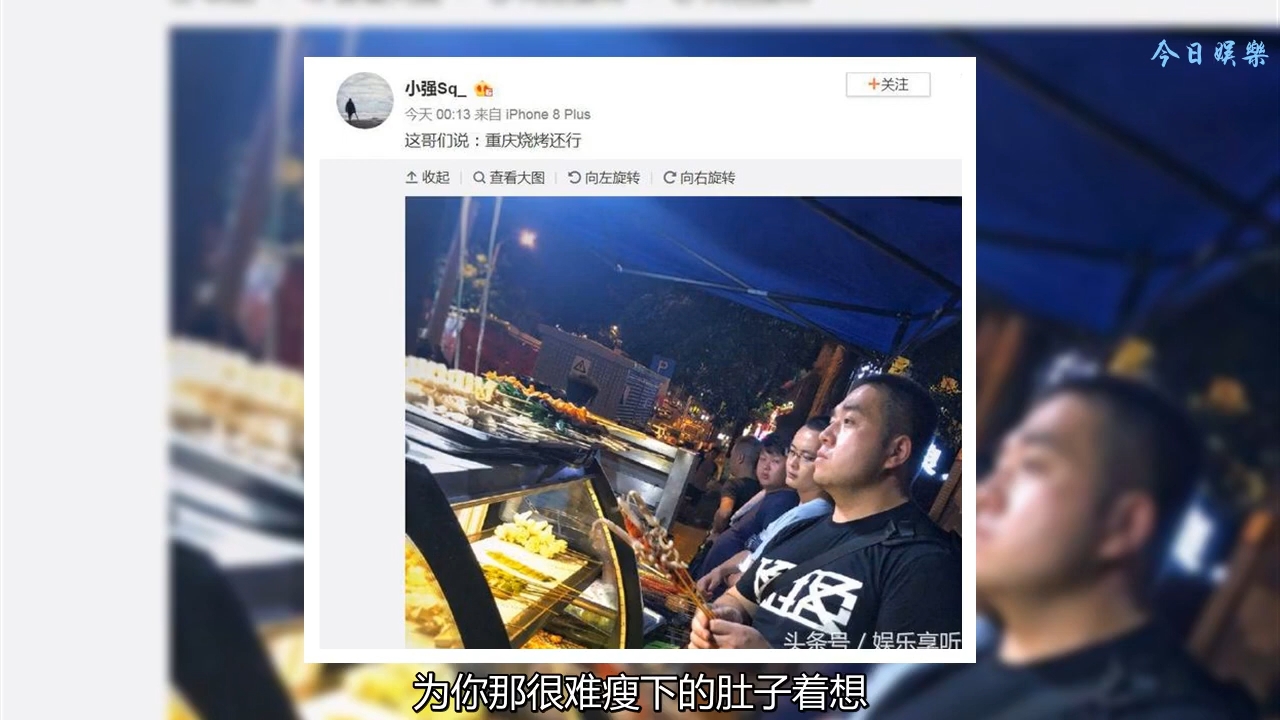 今日娱樂
小强Sq_
+关注
今天 00:13 来自 iPhone 8 Plus
这哥们说：重庆烧烤还行
收起 查看大图 向左旋转 向右旋转
P
头条号 / 娱乐享听
为你那很难瘦下的肚子着想